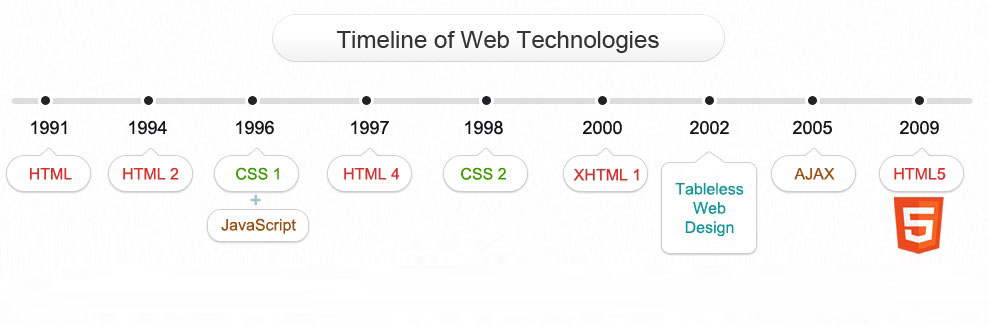 Timeline of Web Technologies
1991 1994 1996 1997 1998 2000 2002 2005 2009
HTML HTML 2 CSS 1 HTML 4 CSS 2 XHTML 1 AJAX HTML5
Tableless
Web
Design
+
JavaScript
5